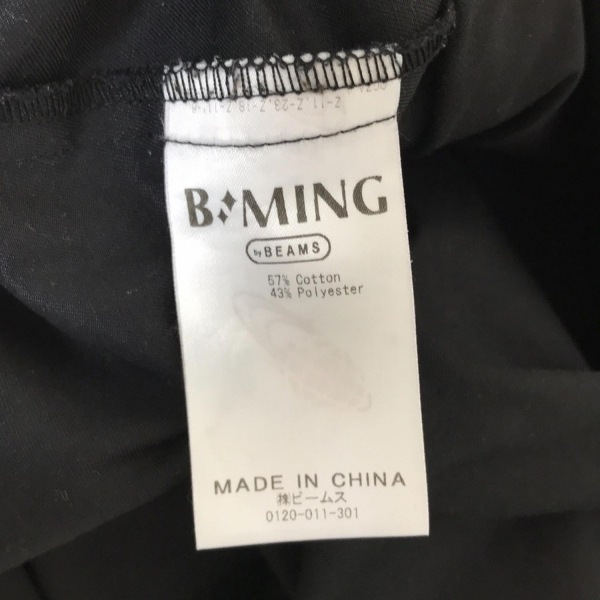 B MING
by BEAMS
57% Cotton
43% Polyester
MADE IN CHINA
㈱ビームス
0120-011-301